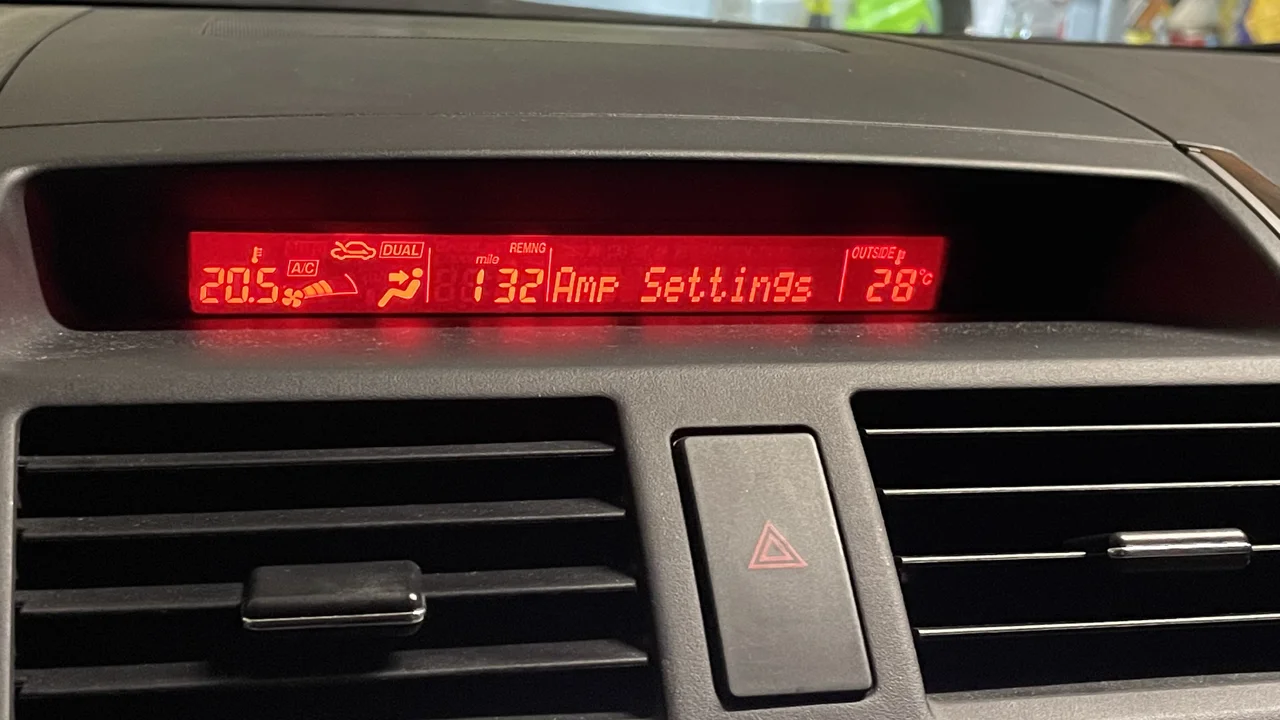 DUAL
REMNG
OUTSIDE
A/C
mile
20.5
132
Amp Settings
28°C